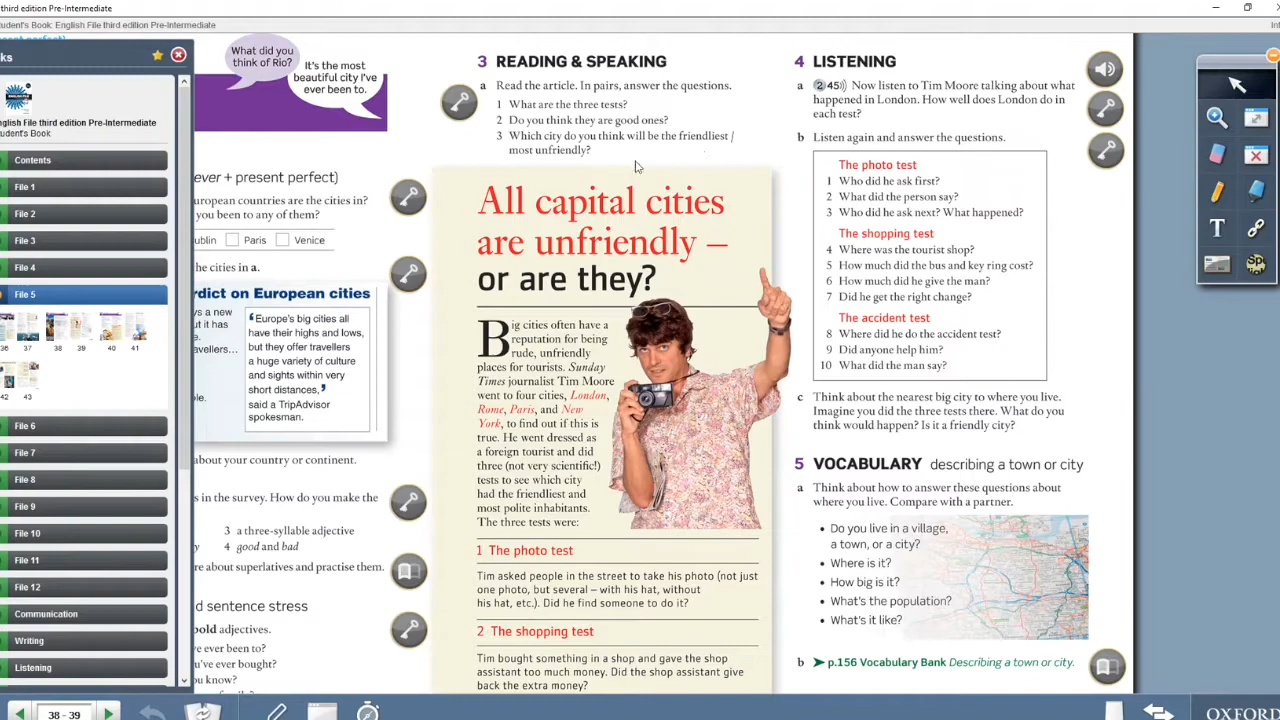 third edition Pre-Intermediate
tudent's Book: English File third edition Pre-Intermediate
ks
nglish File third edition Pre-Intermediate
tudent's Book
Contents
File 1
File 2
File 3
File 4
File 5
36 37 38 39 40 41
42 43
File 6
File 7
File 8
File 9
File 10
File 11
File 12
Communication
Writing
Listening
38 - 39
What did you
think of Rio?
It's the most
beautiful city I've
ever been to.
ever + present perfect)
uropean countries are the cities in?
you been to any of them?
ublin Paris Venice
he cities in a.
rdict on European cities
ys a new
ut it has
e.
avellers...
ple.
'Europe's big cities all
have their highs and lows,
but they offer travellers
a huge variety of culture
and sights within very
short distances,'
said a TripAdvisor
spokesman.
about your country or continent.
s in the survey. How do you make the
3 a three-syllable adjective
y 4 good and bad
re about superlatives and practise them.
d sentence stress
bold adjectives.
ve ever been to?
u've ever bought?
u know?
3 READING & SPEAKING
a Read the article. In pairs, answer the questions.
1 What are the three tests?
2 Do you think they are good ones?
3 Which city do you think will be the friendliest /
most unfriendly?
All capital cities
are unfriendly –
or are they?
Big cities often have a
reputation for being
rude, unfriendly
places for tourists. Sunday
Times journalist Tim Moore
went to four cities, London,
Rome, Paris, and New
York, to find out if this is
true. He went dressed as
a foreign tourist and did
three (not very scientific!)
tests to see which city
had the friendliest and
most polite inhabitants.
The three tests were:
1 The photo test
Tim asked people in the street to take his photo (not just
one photo, but several – with his hat, without
his hat, etc.). Did he find someone to do it?
2 The shopping test
Tim bought something in a shop and gave the shop
assistant too much money. Did the shop assistant give
back the extra money?
4 LISTENING
a 2 45 Now listen to Tim Moore talking about what
happened in London. How well does London do in
each test?
b Listen again and answer the questions.
The photo test
1 Who did he ask first?
2 What did the person say?
3 Who did he ask next? What happened?
The shopping test
4 Where was the tourist shop?
5 How much did the bus and key ring cost?
6 How much did he give the man?
7 Did he get the right change?
The accident test
8 Where did he do the accident test?
9 Did anyone help him?
10 What did the man say?
c Think about the nearest big city to where you live.
Imagine you did the three tests there. What do you
think would happen? Is it a friendly city?
5 VOCABULARY describing a town or city
a Think about how to answer these questions about
where you live. Compare with a partner.
• Do you live in a village,
a town, or a city?
• Where is it?
• How big is it?
• What's the population?
• What's it like?
b ➤ p.156 Vocabulary Bank Describing a town or city.
T
OXFORD